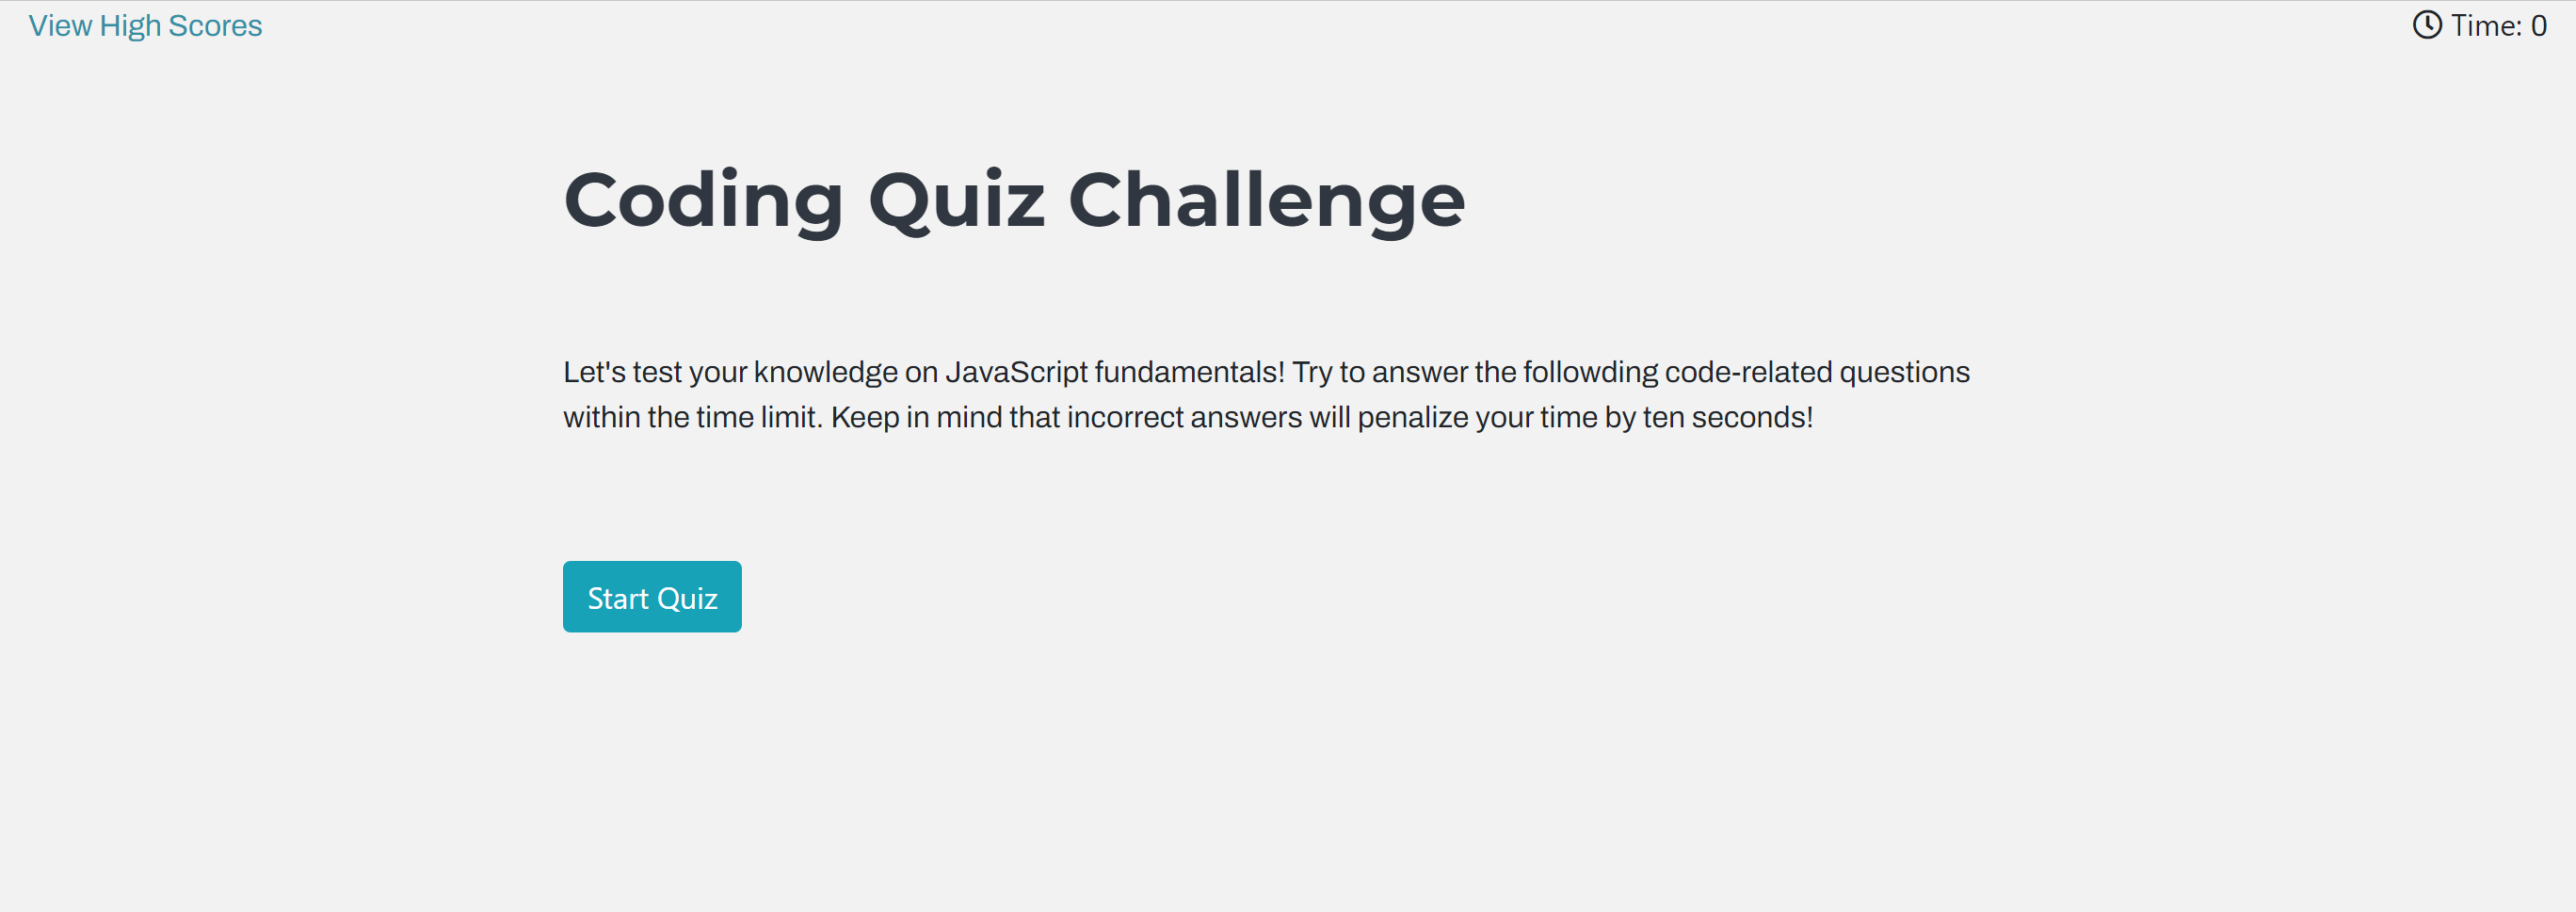 View High Scores
Time: 0
Coding Quiz Challenge
Let's test your knowledge on JavaScript fundamentals! Try to answer the followding code-related questions
within the time limit. Keep in mind that incorrect answers will penalize your time by ten seconds!
Start Quiz